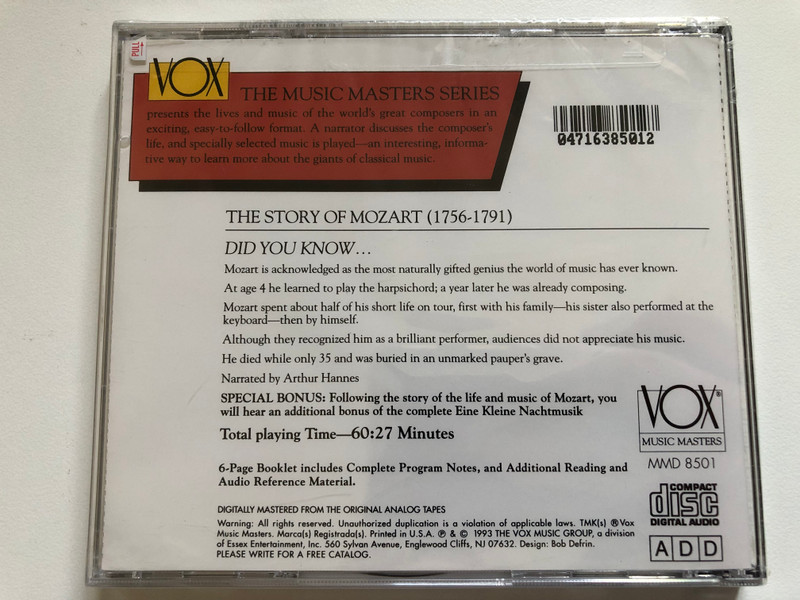 PULL
VOX
THE MUSIC MASTERS SERIES
presents the lives and music of the world's great composers in an
exciting, easy-to-follow format. A narrator discusses the composer's
life, and specially selected music is played—an interesting, informa-
tive way to learn more about the giants of classical music.
04716385012
THE STORY OF MOZART (1756-1791)
DID YOU KNOW...
Mozart is acknowledged as the most naturally gifted genius the world of music has ever known.
At age 4 he learned to play the harpsichord; a year later he was already composing.
Mozart spent about half of his short life on tour, first with his family—his sister also performed at the
keyboard—then by himself.
Although they recognized him as a brilliant performer, audiences did not appreciate his music.
He died while only 35 and was buried in an unmarked pauper's grave.
Narrated by Arthur Hannes
SPECIAL BONUS: Following the story of the life and music of Mozart, you
will hear an additional bonus of the complete Eine Kleine Nachtmusik
Total playing Time—60:27 Minutes
VOX®
MUSIC MASTERS
MMD 8501
6-Page Booklet includes Complete Program Notes, and Additional Reading and
Audio Reference Material.
COMPACT
disc
DIGITAL AUDIO
ADD
DIGITALLY MASTERED FROM THE ORIGINAL ANALOG TAPES
Warning: All rights reserved. Unauthorized duplication is a violation of applicable laws. TMK(s) ® Vox
Music Masters. Marca(s) Registrada(s). Printed in U.S.A. ℗ & © 1993 THE VOX MUSIC GROUP, a division
of Essex Entertainment, Inc. 560 Sylvan Avenue, Englewood Cliffs, NJ 07632. Design: Bob Defrin.
PLEASE WRITE FOR A FREE CATALOG.